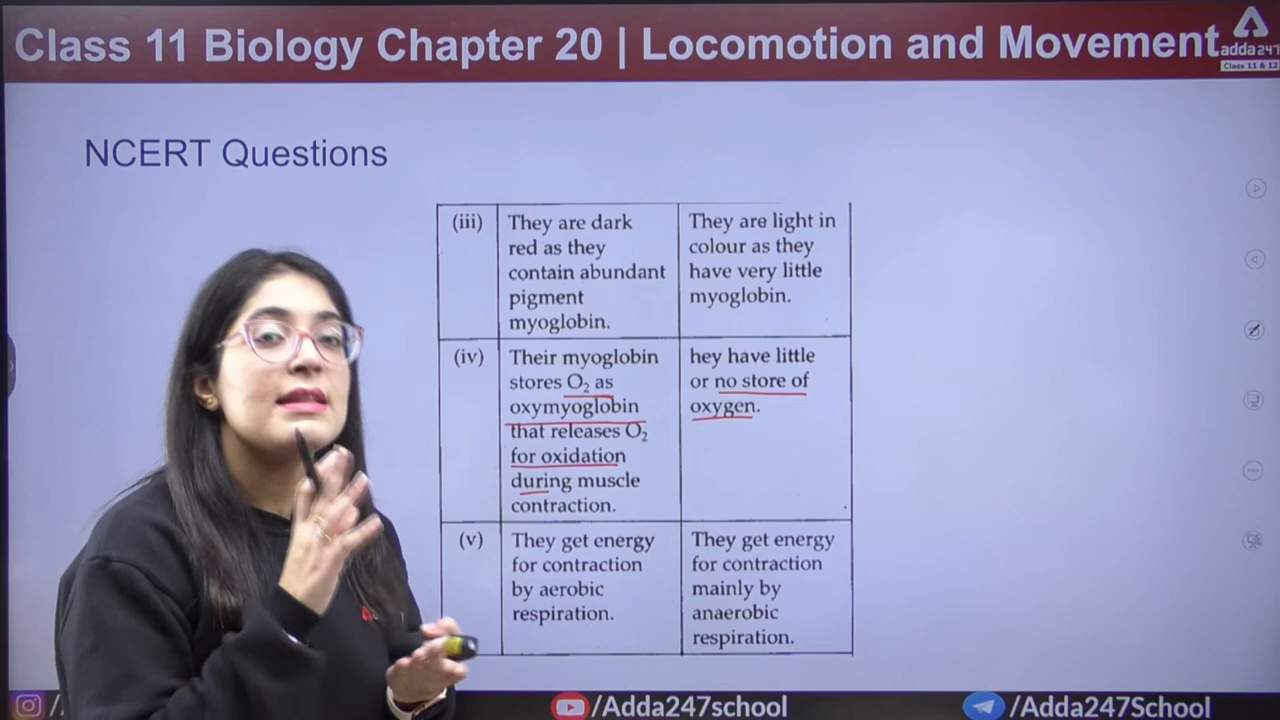 Class 11 Biology Chapter 20 | Locomotion and Movement
adda247
Class 11 & 12
NCERT Questions
(iii)
They are dark
red as they
contain abundant
pigment
myoglobin.
They are light in
colour as they
have very little
myoglobin.
(iv)
Their myoglobin
stores O₂ as
oxymyoglobin
that releases O₂
for oxidation
during muscle
contraction.
hey have little
or no store of
oxygen.
(v)
They get energy
for contraction
by aerobic
respiration.
They get energy
for contraction
mainly by
anaerobic
respiration.
/Adda247school
/Adda247School